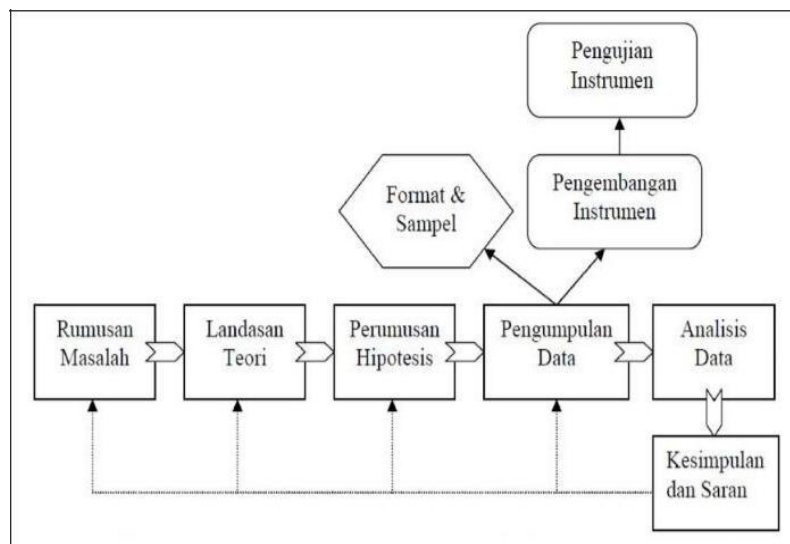 Pengujian
Instrumen
Format &
Sampel
Pengembangan
Instrumen
Rumusan
Masalah
Landasan
Teori
Perumusan
Hipotesis
Pengumpulan
Data
Analisis
Data
Kesimpulan
dan Saran